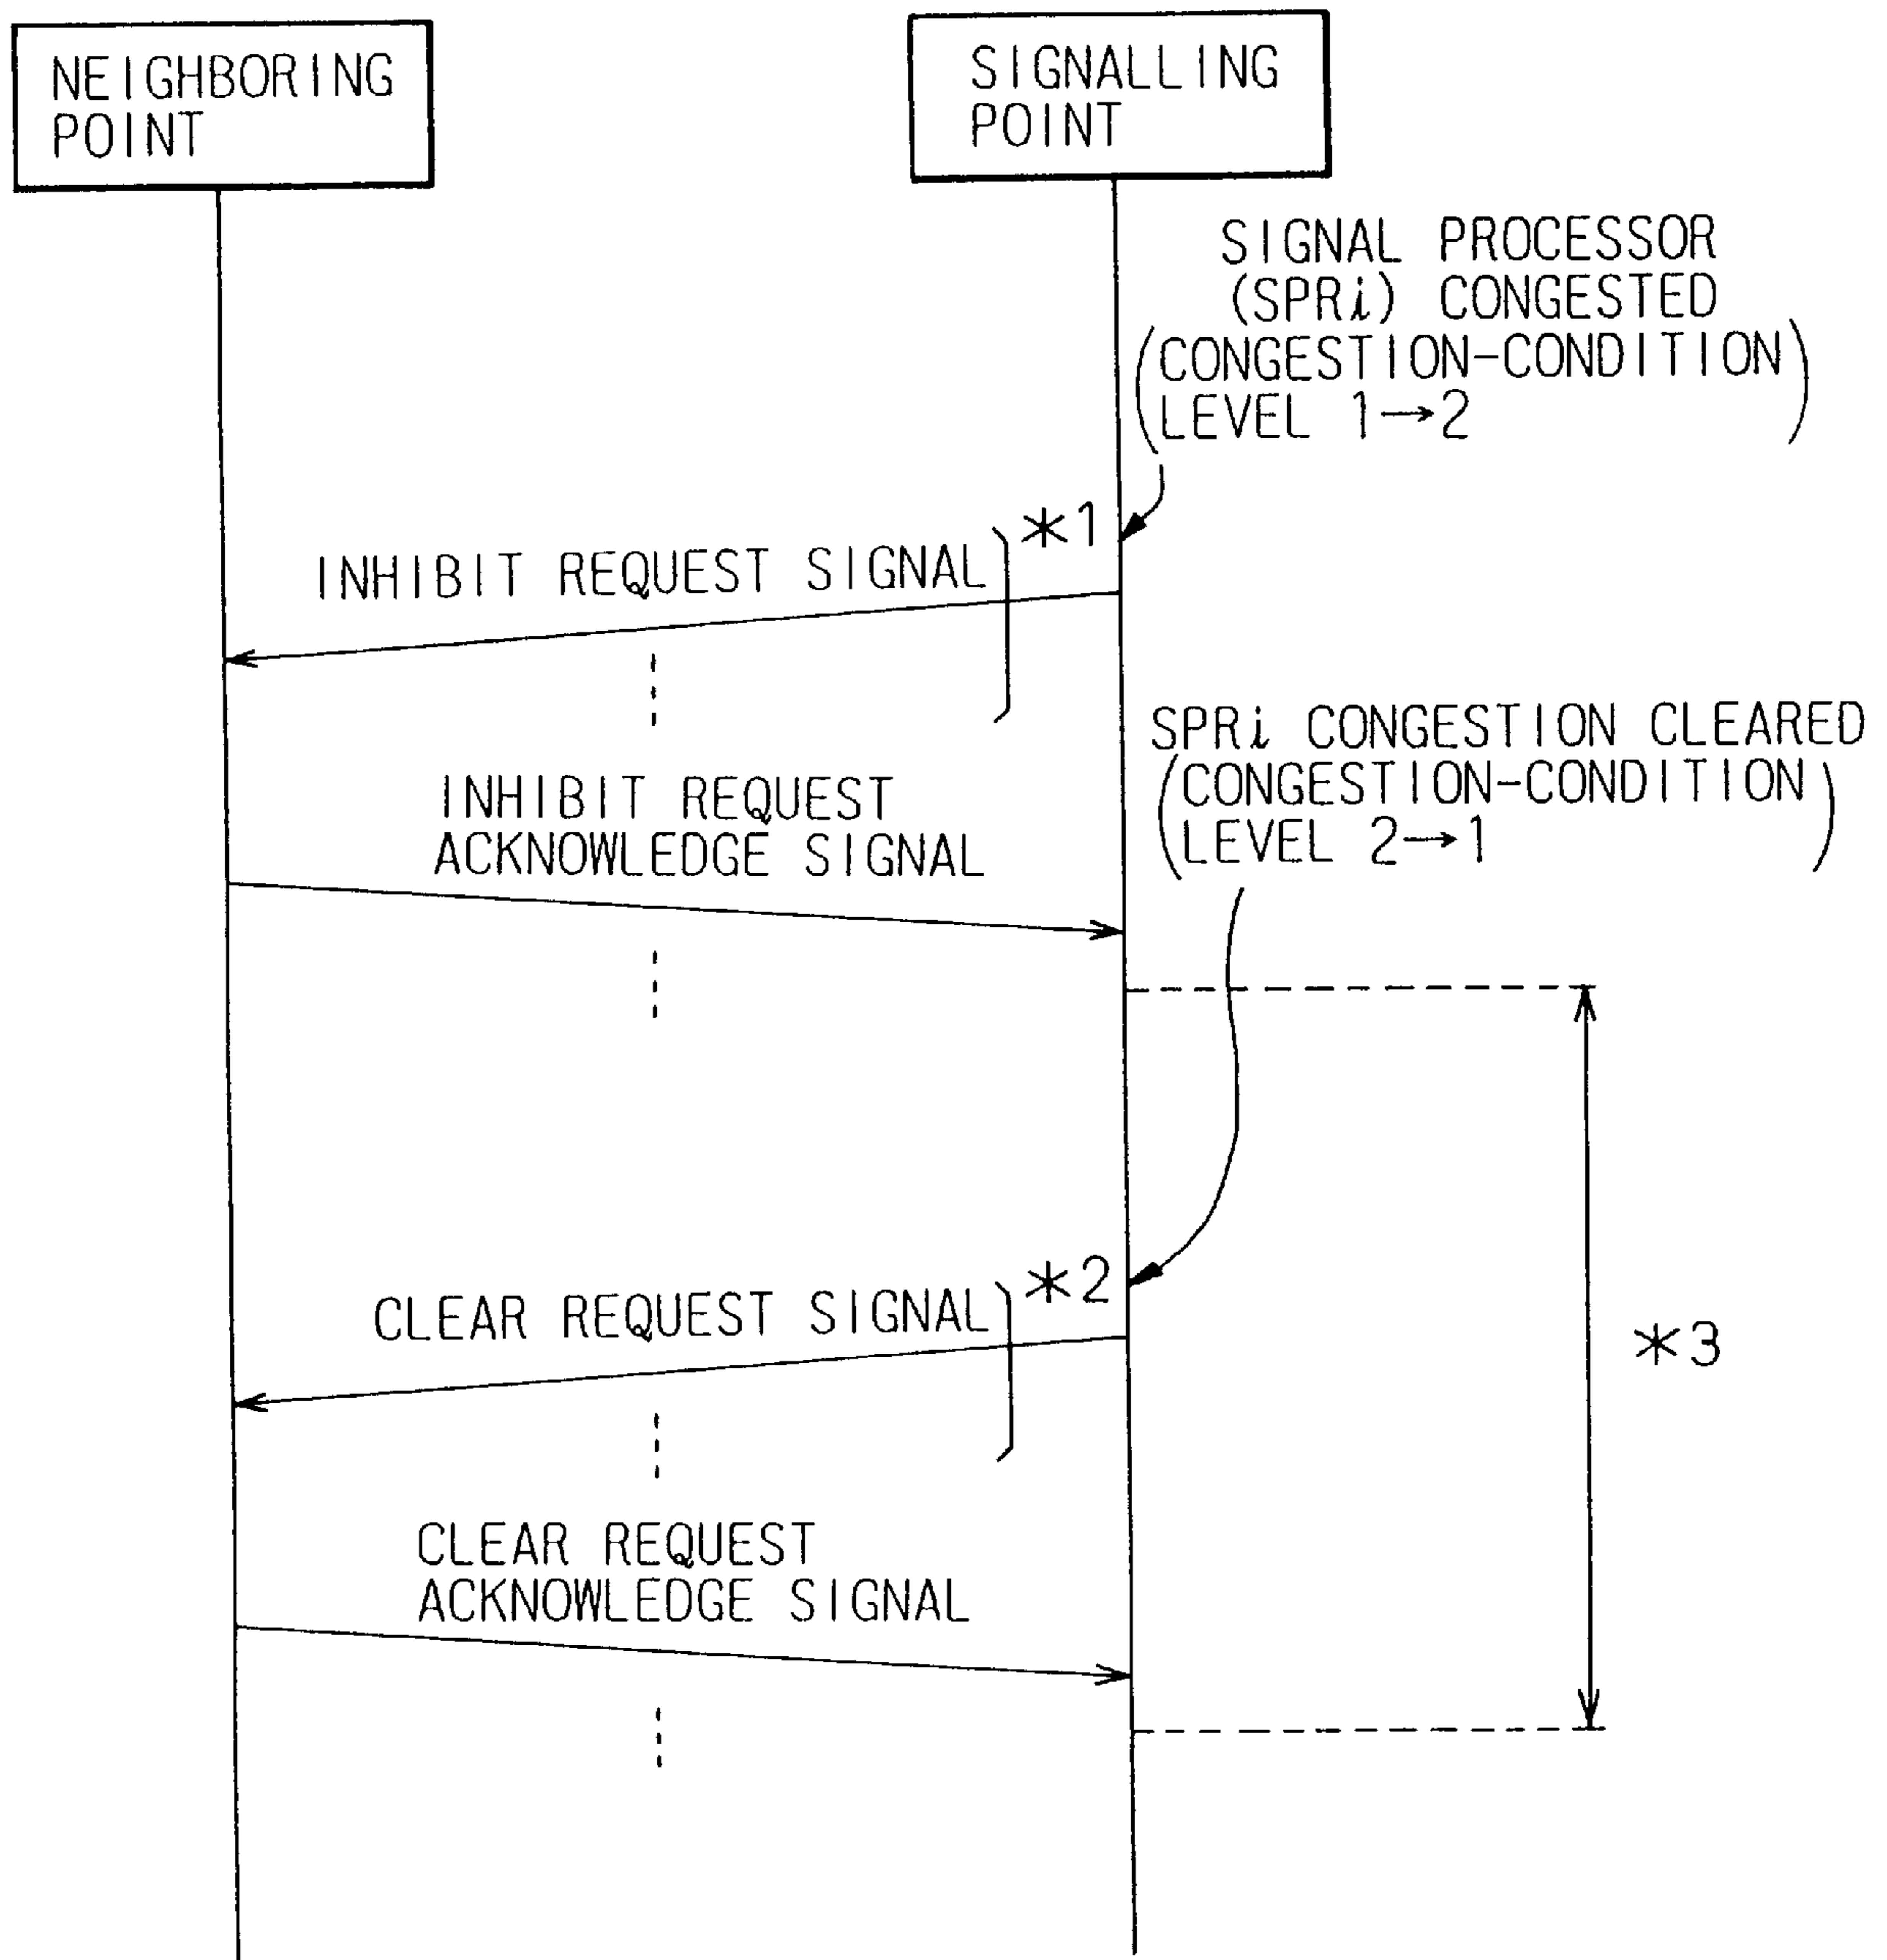 NEIGHBORING
POINT
SIGNALLING
POINT
SIGNAL PROCESSOR
(SPRi) CONGESTED
(CONGESTION-CONDITION
LEVEL 1→2)
*1
INHIBIT REQUEST SIGNAL
SPRi CONGESTION CLEARED
(CONGESTION-CONDITION
LEVEL 2→1)
INHIBIT REQUEST
ACKNOWLEDGE SIGNAL
*2
CLEAR REQUEST SIGNAL
*3
CLEAR REQUEST
ACKNOWLEDGE SIGNAL